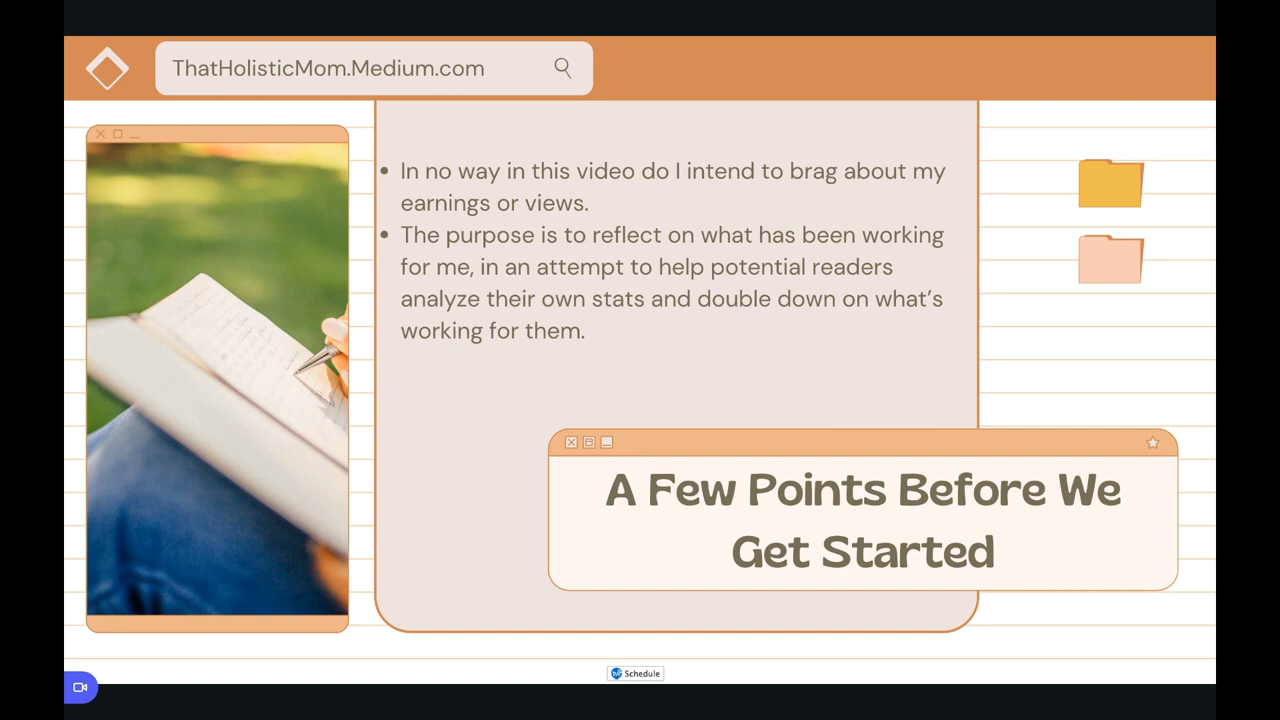 ThatHolisticMom.Medium.com
• In no way in this video do I intend to brag about my
earnings or views.
• The purpose is to reflect on what has been working
for me, in an attempt to help potential readers
analyze their own stats and double down on what’s
working for them.
A Few Points Before We
Get Started
Schedule